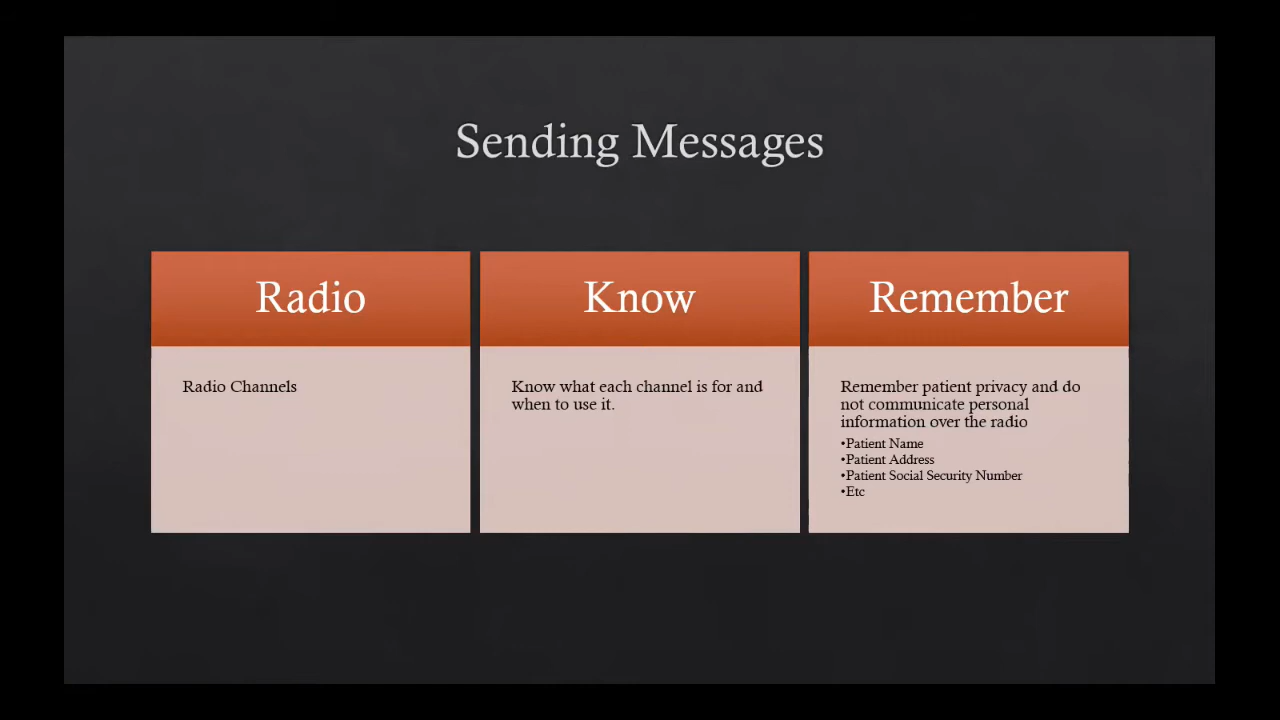 Sending Messages
Radio
Radio Channels
Know
Know what each channel is for and
when to use it.
Remember
Remember patient privacy and do
not communicate personal
information over the radio
•Patient Name
•Patient Address
•Patient Social Security Number
•Etc